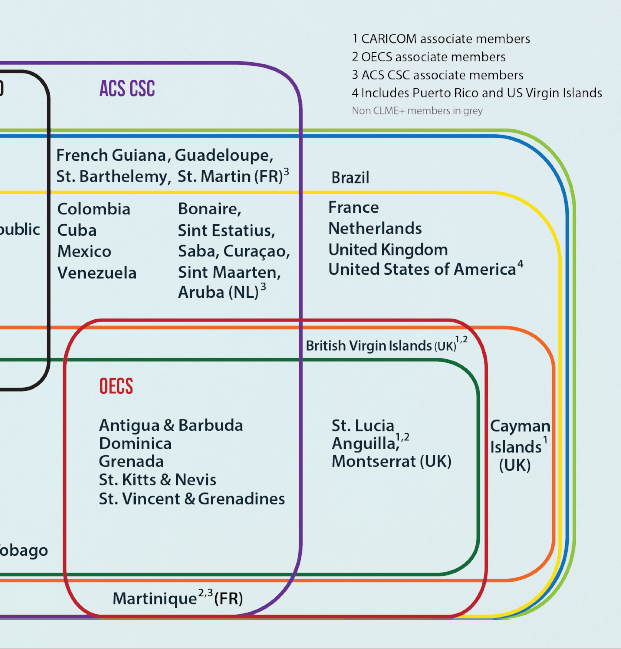 1 CARICOM associate members
2 OECS associate members
3 ACS CSC associate members
4 Includes Puerto Rico and US Virgin Islands
Non CLME+ members in grey
ACS CSC
French Guiana, Guadeloupe,
St. Barthelemy, St. Martin (FR)³
Brazil
Colombia
Cuba
Mexico
Venezuela
Bonaire,
Sint Estatius,
Saba, Curaçao,
Sint Maarten,
Aruba (NL)³
France
Netherlands
United Kingdom
United States of America⁴
public
British Virgin Islands (UK)¹,²
OECS
Antigua & Barbuda
Dominica
Grenada
St. Kitts & Nevis
St. Vincent & Grenadines
St. Lucia
Anguilla,¹,²
Montserrat (UK)
Cayman
Islands¹
(UK)
obago
Martinique²,³(FR)